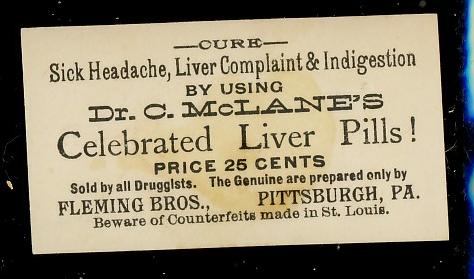 —CURE—
Sick Headache, Liver Complaint & Indigestion
BY USING
Dr. C. McLANE'S
Celebrated Liver Pills!
PRICE 25 CENTS
Sold by all Druggists. The Genuine are prepared only by
FLEMING BROS., PITTSBURGH, PA.
Beware of Counterfeits made in St. Louis.